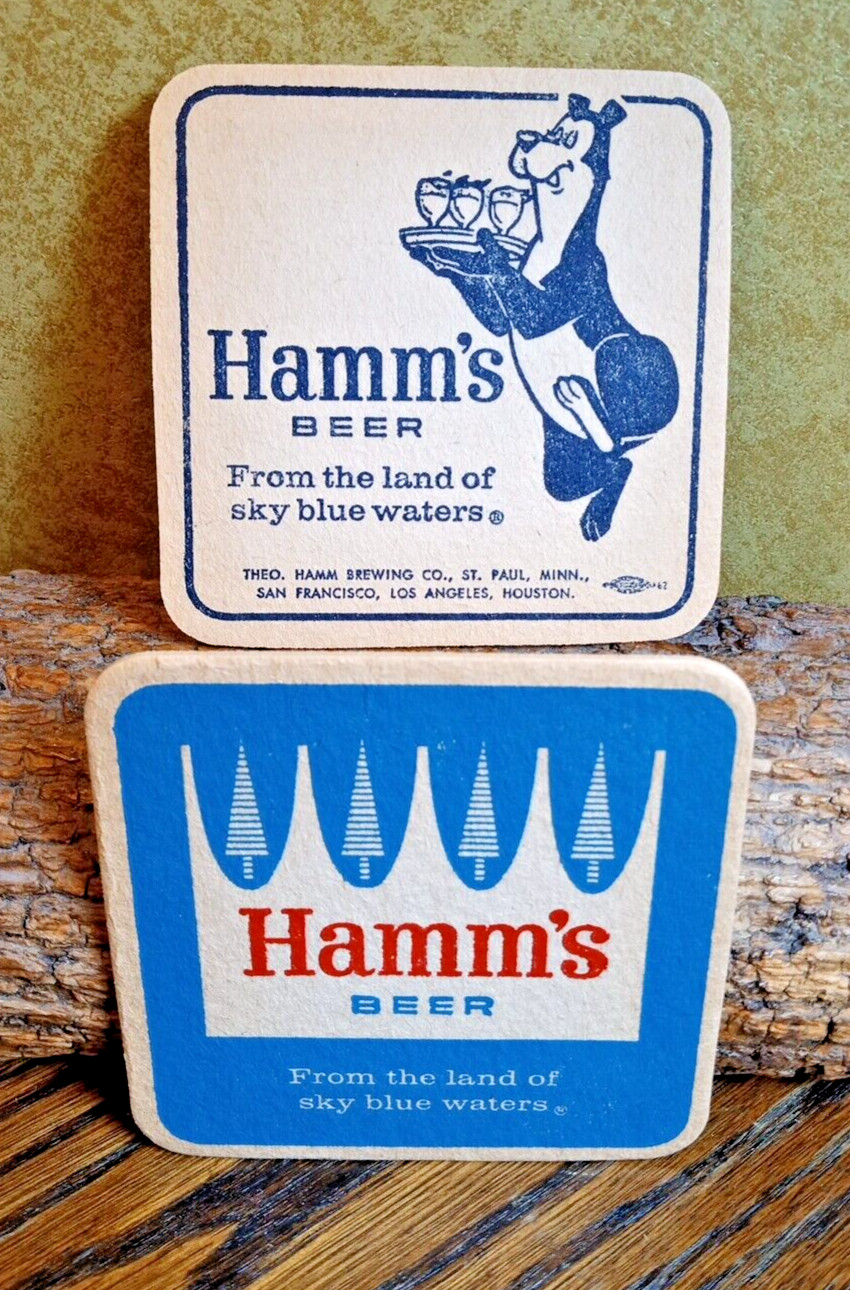 Hamm's
BEER
From the land of
sky blue waters®
THEO. HAMM BREWING CO., ST. PAUL, MINN.,
SAN FRANCISCO, LOS ANGELES, HOUSTON.
62
Hamm's
BEER
From the land of
sky blue waters®